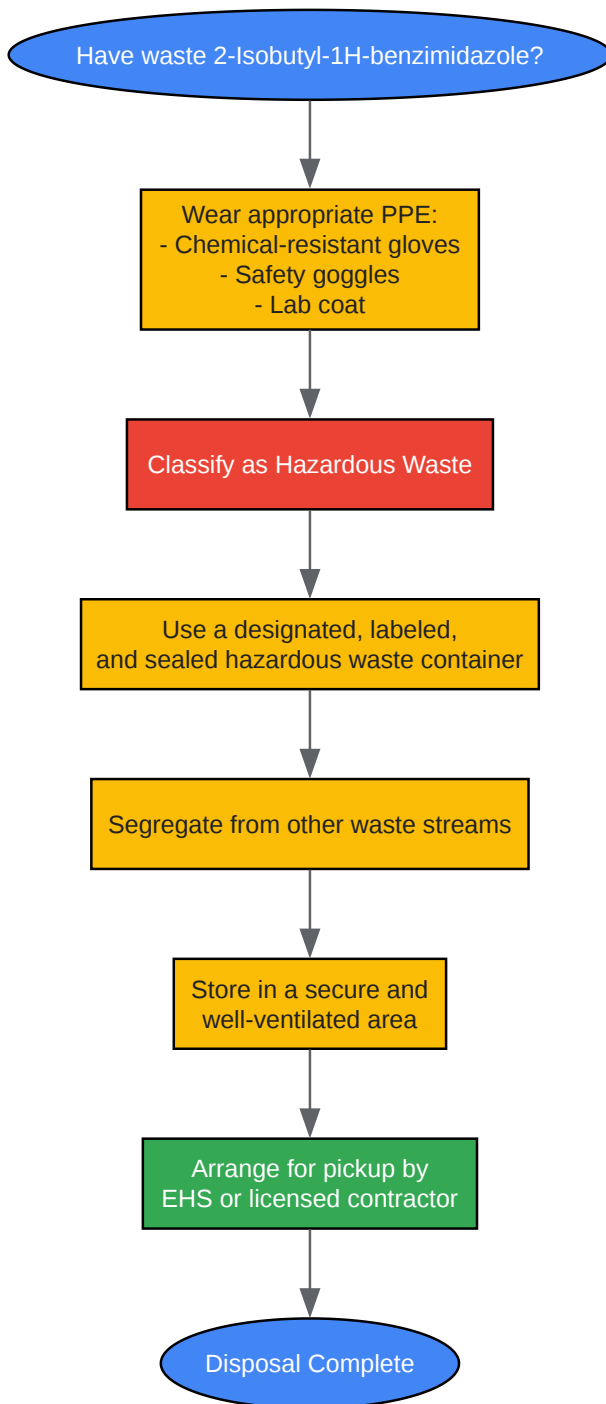 Have waste 2-Isobutyl-1H-benzimidazole?
Wear appropriate PPE:
- Chemical-resistant gloves
- Safety goggles
- Lab coat
Classify as Hazardous Waste
Use a designated, labeled,
and sealed hazardous waste container
Segregate from other waste streams
Store in a secure and
well-ventilated area
Arrange for pickup by
EHS or licensed contractor
Disposal Complete